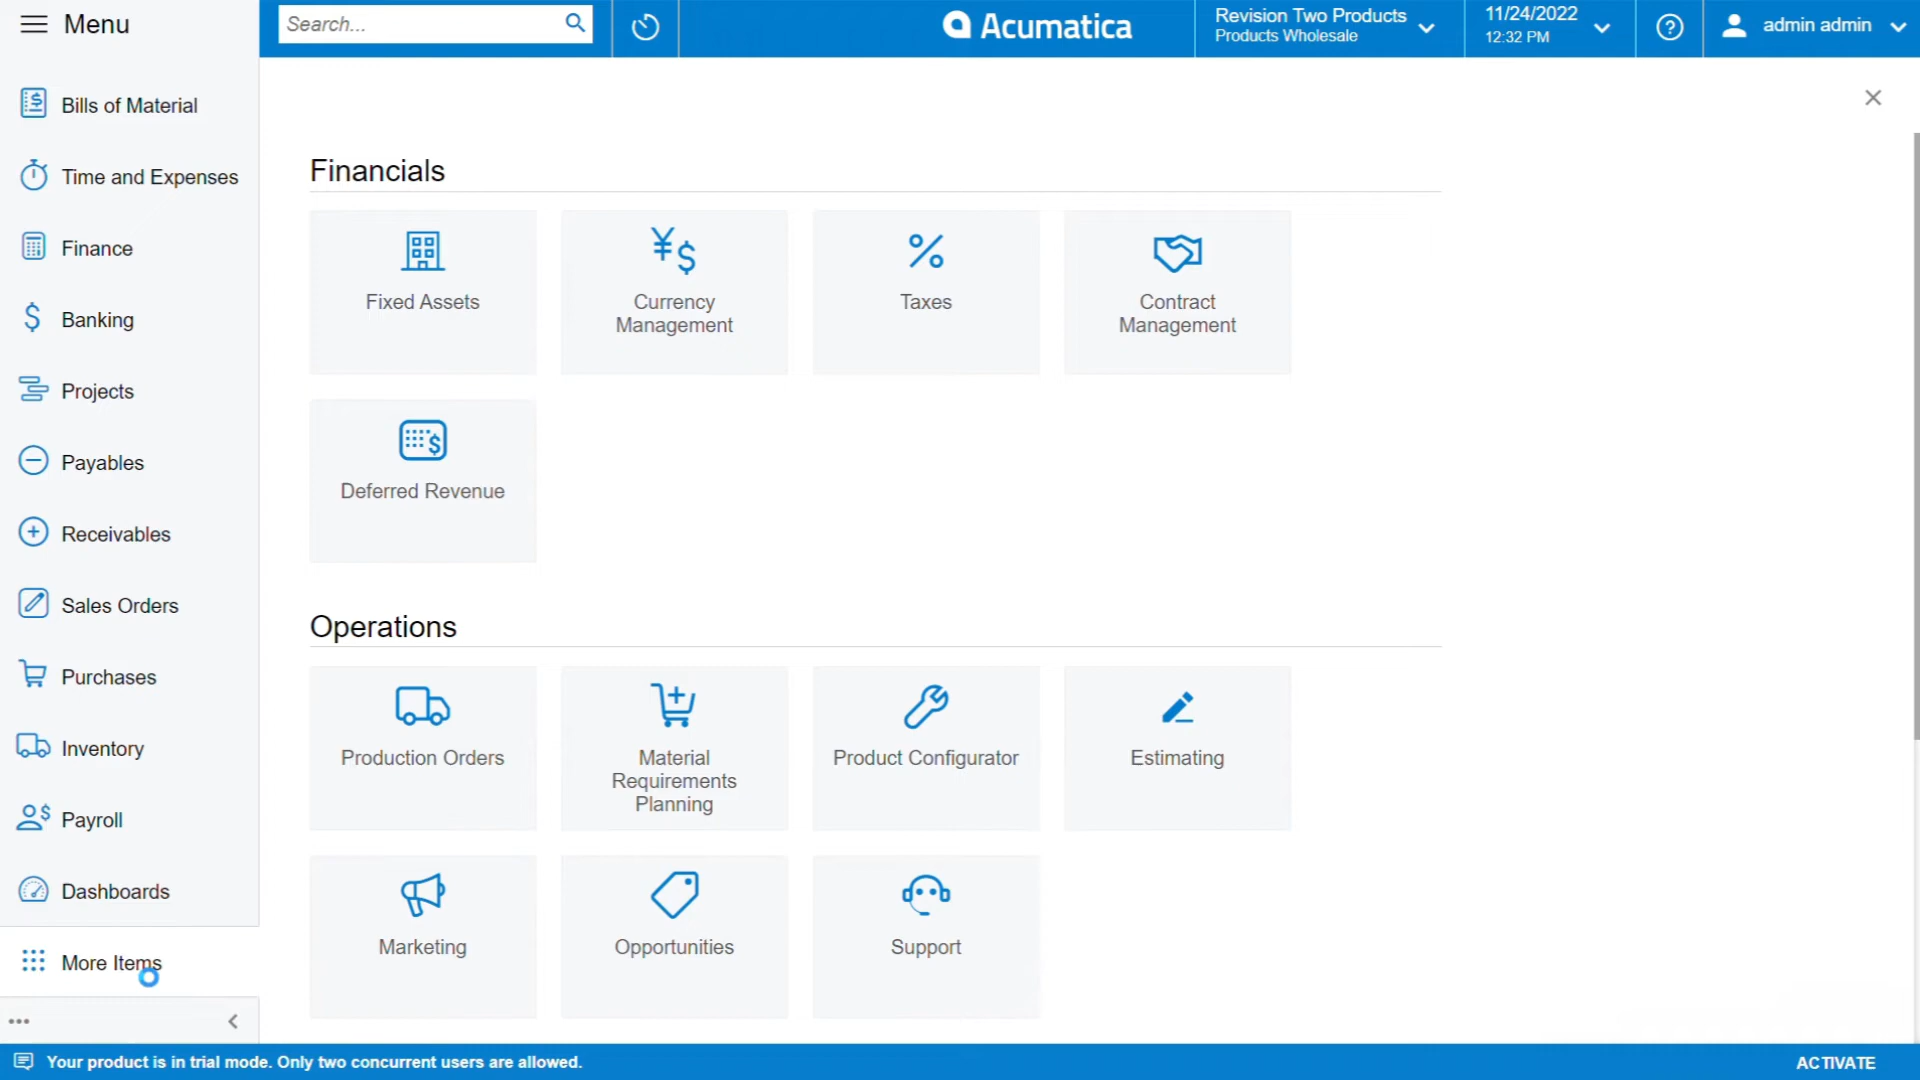 Menu
Search...
Acumatica
Revision Two Products
Products Wholesale
11/24/2022
12:32 PM
admin admin
Bills of Material
Time and Expenses
Finance
Banking
Projects
Payables
Receivables
Sales Orders
Purchases
Inventory
Payroll
Dashboards
More Items
Financials
Fixed Assets
Currency
Management
Taxes
Contract
Management
Deferred Revenue
Operations
Production Orders
Material
Requirements
Planning
Product Configurator
Estimating
Marketing
Opportunities
Support
Your product is in trial mode. Only two concurrent users are allowed.
ACTIVATE